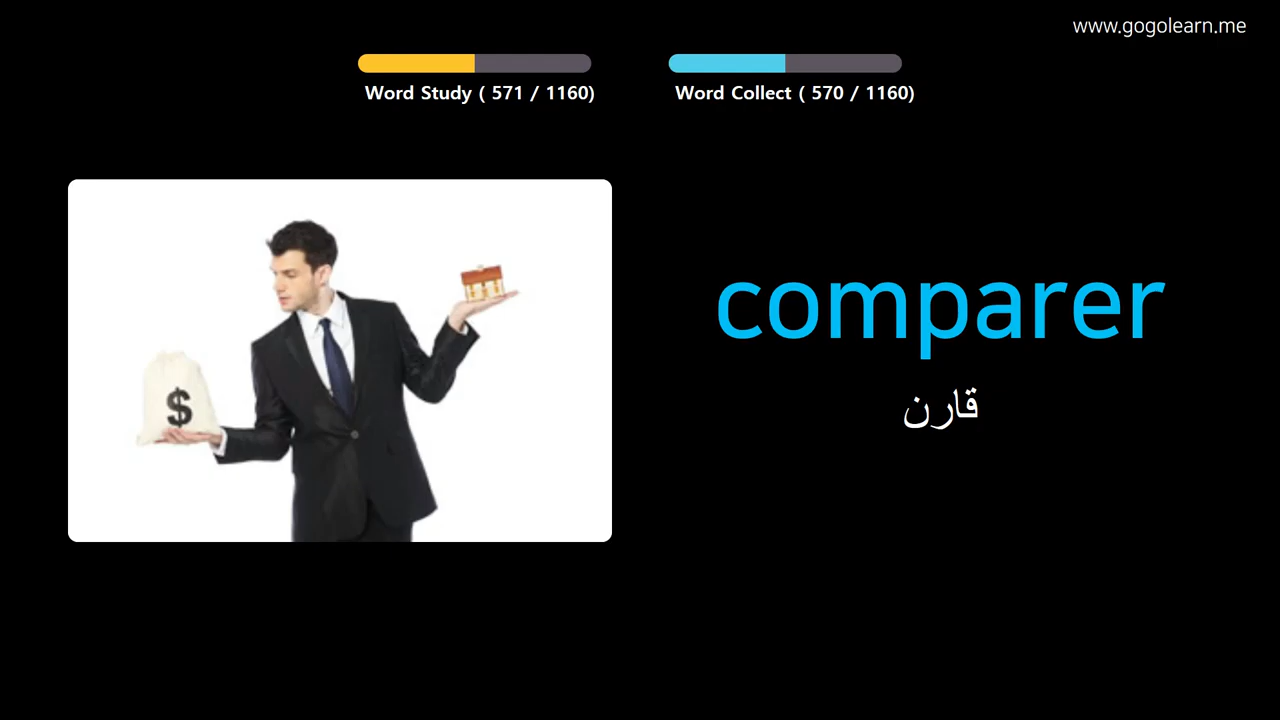 www.gogolearn.me
Word Study ( 571 / 1160)
Word Collect ( 570 / 1160)
$
comparer
قارن